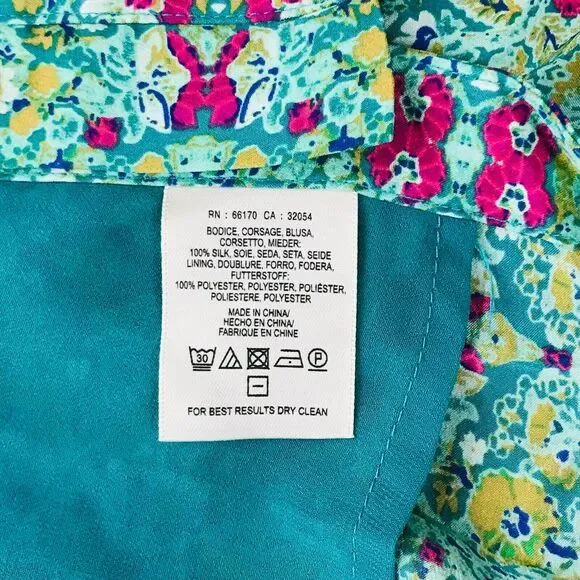 RN : 66170 CA : 32054
BODICE, CORSAGE, BLUSA,
CORSETTO, MIEDER:
100% SILK, SOIE, SEDA, SETA, SEIDE
LINING, DOUBLURE, FORRO, FODERA,
FUTTERSTOFF:
100% POLYESTER, POLYESTER, POLIÉSTER,
POLIESTERE, POLYESTER
MADE IN CHINA/
HECHO EN CHINA/
FABRIQUE EN CHINE
30 P
FOR BEST RESULTS DRY CLEAN